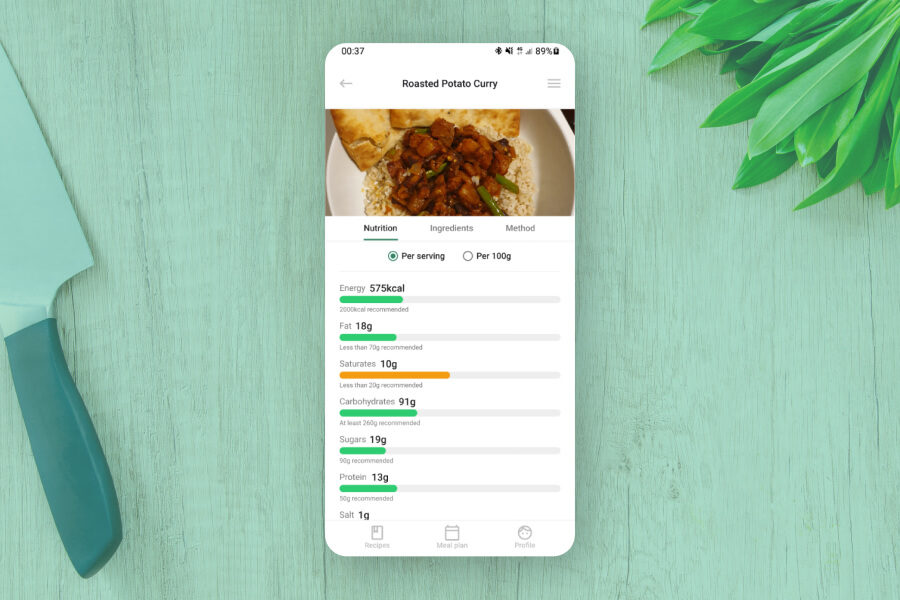 00:37 89%
Roasted Potato Curry
Nutrition Ingredients Method
Per serving Per 100g
Energy 575kcal
2000kcal recommended
Fat 18g
Less than 70g recommended
Saturates 10g
Less than 20g recommended
Carbohydrates 91g
At least 260g recommended
Sugars 19g
90g recommended
Protein 13g
50g recommended
Salt 1g
Recipes Meal plan Profile